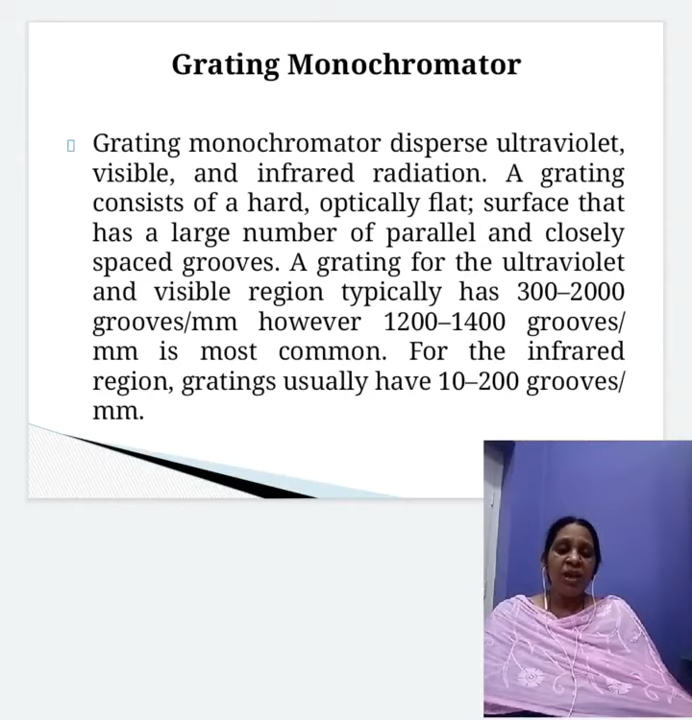 Grating Monochromator
Grating monochromator disperse ultraviolet,
visible, and infrared radiation. A grating
consists of a hard, optically flat; surface that
has a large number of parallel and closely
spaced grooves. A grating for the ultraviolet
and visible region typically has 300–2000
grooves/mm however 1200–1400 grooves/
mm is most common. For the infrared
region, gratings usually have 10–200 grooves/
mm.